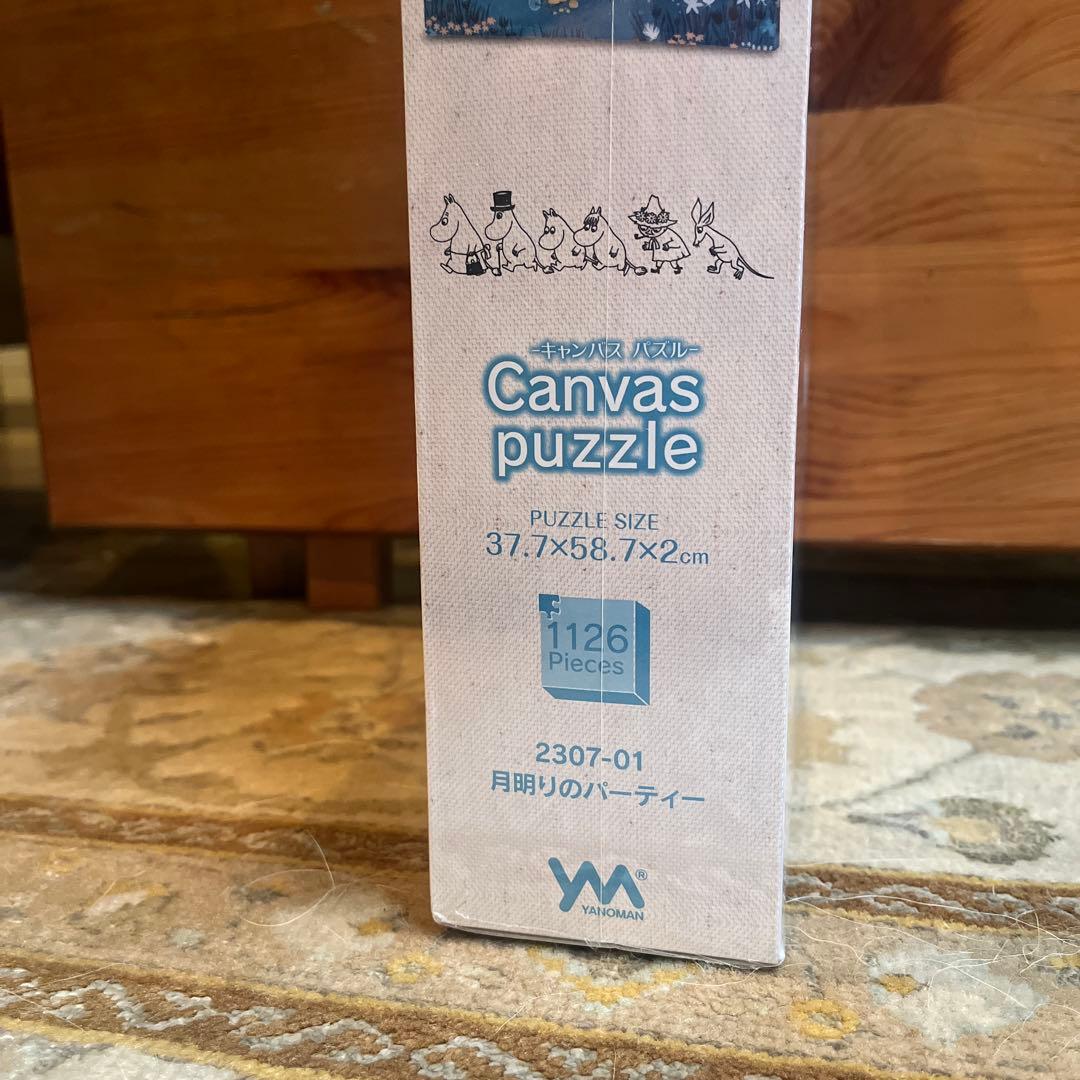 -キャンバス パズル-
Canvas
puzzle
PUZZLE SIZE
37.7×58.7×2cm
1126
Pieces
2307-01
月明りのパーティー
YM®
YANOMAN